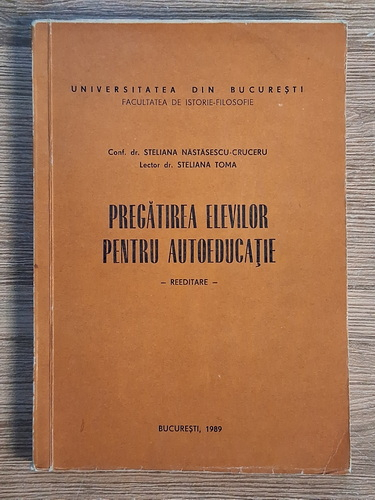 UNIVERSITATEA DIN BUCUREȘTI
FACULTATEA DE ISTORIE-FILOSOFIE
Conf. dr. STELIANA NĂSTĂSESCU-CRUCERU
Lector dr. STELIANA TOMA
PREGĂTIREA ELEVILOR
PENTRU AUTOEDUCAȚIE
– REEDITARE –
BUCUREȘTI, 1989